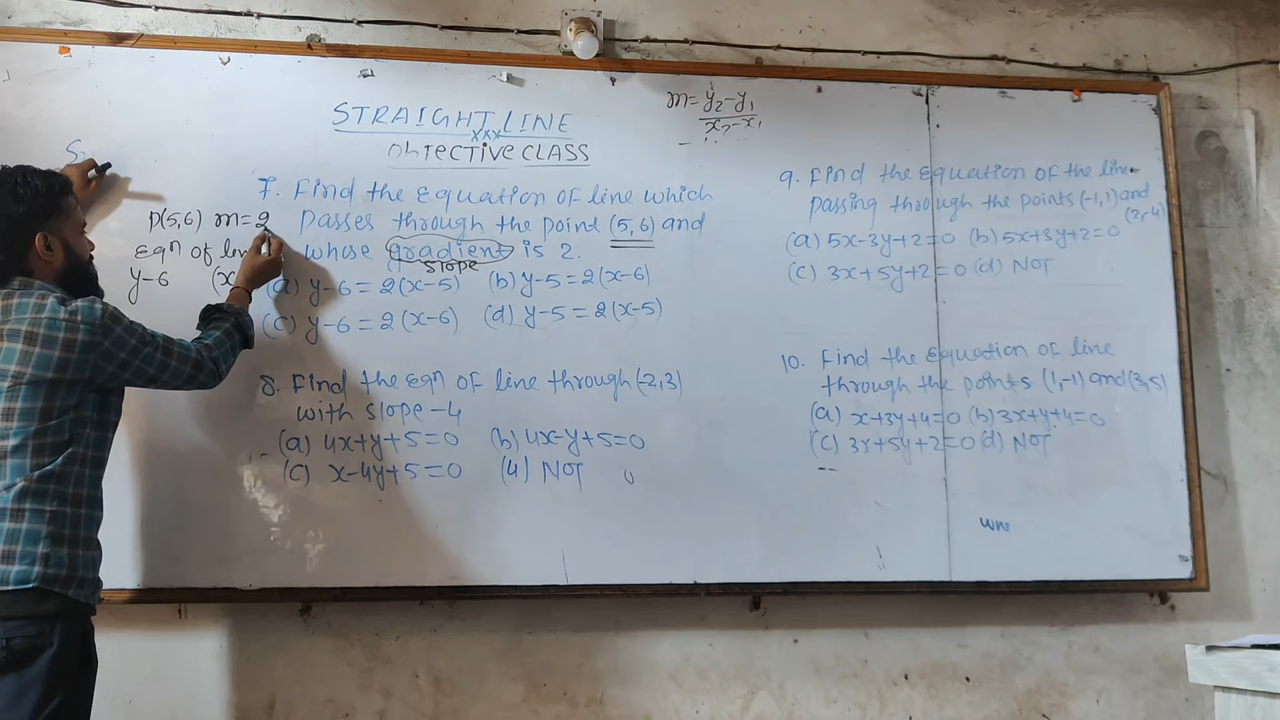 STRAIGHT LINE
xxx
OBJECTIVE CLASS
m = y₂-y₁
x₂-x₁
P(5,6) m=2
Eqⁿ of line
y-6 (x
7. Find the Equation of line which
passes through the point (5,6) and
whose gradient is 2.
slope
(a) y-6=2(x-5) (b) y-5=2(x-6)
(c) y-6=2(x-6) (d) y-5=2(x-5)
8. Find the Eqⁿ of line through (-2,3)
with slope -4
(a) 4x+y+5=0 (b) 4x-y+5=0
(c) x-4y+5=0 (4) NOT
9. Find the Equation of the line
passing through the points (-1,1) and
(2,-4)
(a) 5x-3y+2=0 (b) 5x+3y+2=0
(c) 3x+5y+2=0 (d) NOT
10. Find the Equation of line
through the points (1,-1) and (3,5)
(a) x+3y+4=0 (b) 3x+y+4=0
(c) 3x+5y+2=0 (d) NOT